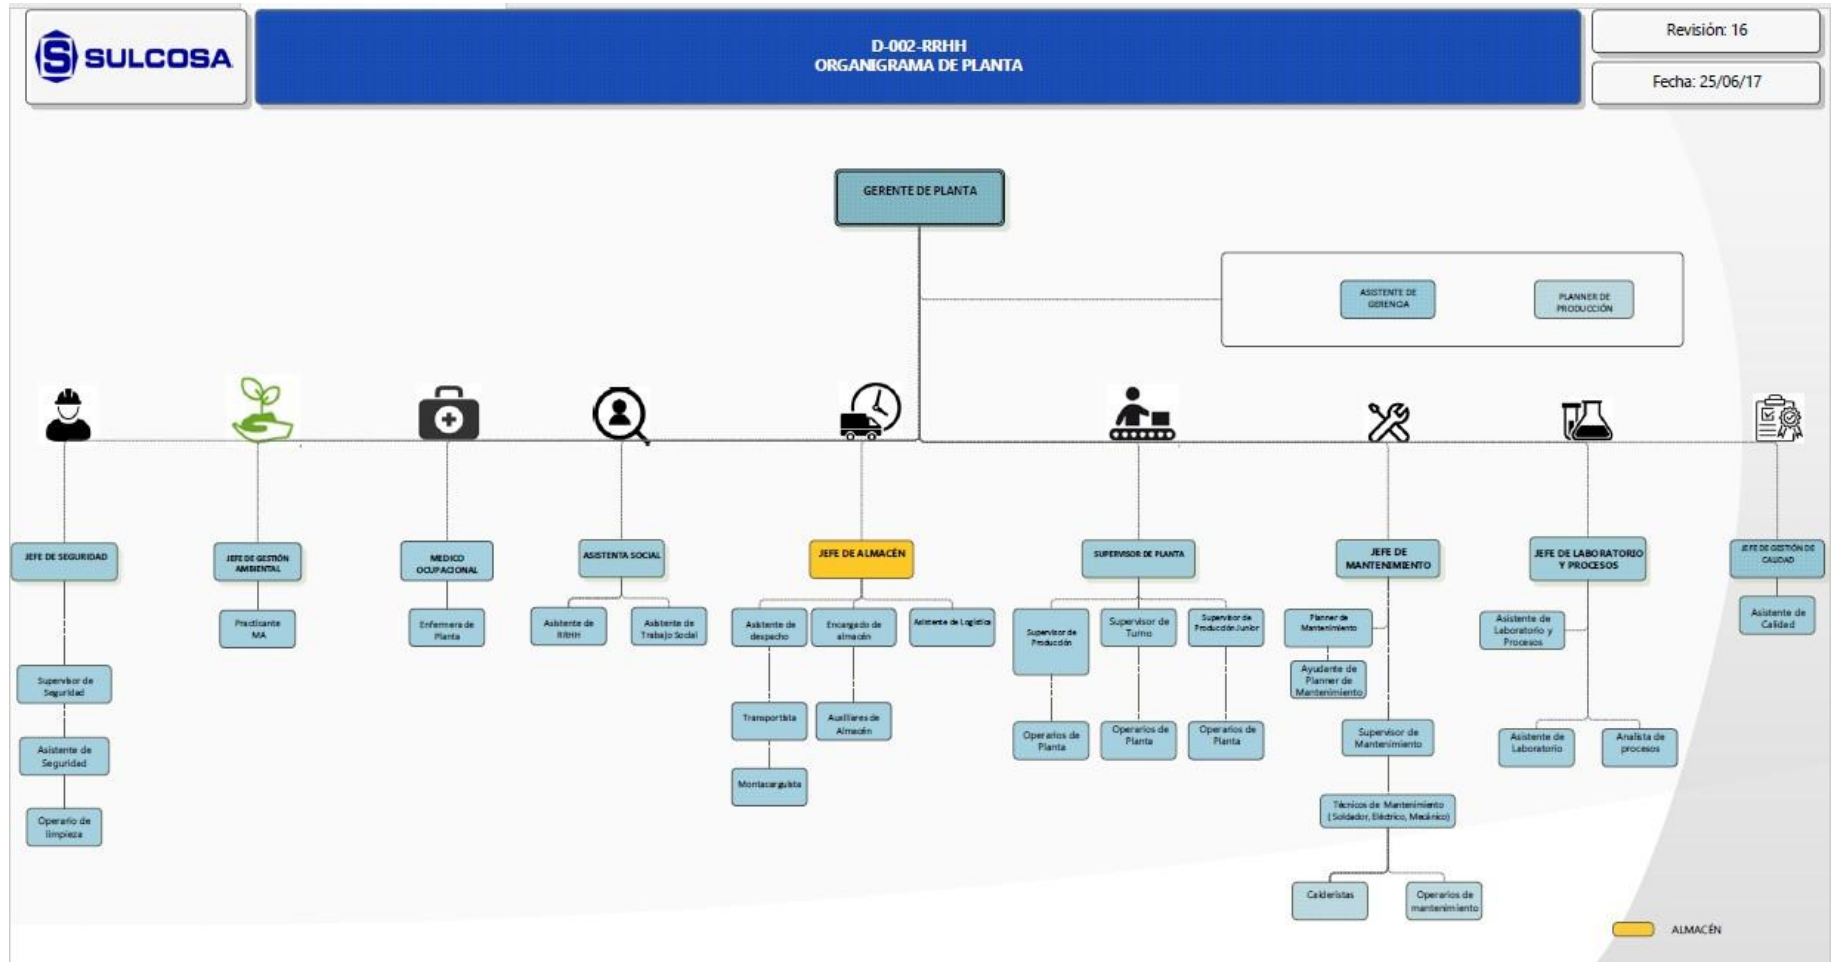 SULCOSA
D-002-RRHH
ORGANIGRAMA DE PLANTA
Revisión: 16
Fecha: 25/06/17
GERENTE DE PLANTA
ASISTENTE DE
GERENCIA
PLANNER DE
PRODUCCIÓN
JEFE DE SEGURIDAD
JEFE DE GESTIÓN
AMBIENTAL
MEDICO
OCUPACIONAL
ASISTENTA SOCIAL
JEFE DE ALMACÉN
SUPERVISOR DE PLANTA
JEFE DE
MANTENIMIENTO
JEFE DE LABORATORIO
Y PROCESOS
JEFE DE GESTIÓN DE
CALIDAD
Practicante
MA
Enfermera de
Planta
Asistente de
RRHH
Asistente de
Trabajo Social
Asistente de
despacho
Encargado de
almacén
Asistente de Logística
Supervisor de
Producción
Supervisor de
Turno
Supervisor de
Producción Junior
Planner de
Mantenimiento
Asistente de
Laboratorio y
Procesos
Asistente de
Calidad
Supervisor de
Seguridad
Ayudante de
Planner de
Mantenimiento
Transportista
Auxiliares de
Almacén
Operarios de
Planta
Operarios de
Planta
Operarios de
Planta
Supervisor de
Mantenimiento
Asistente de
Laboratorio
Analista de
procesos
Asistente de
Seguridad
Montacarguista
Técnicos de Mantenimiento
( Soldador, Eléctrico, Mecánico)
Operario de
limpieza
Calderistas
Operarios de
mantenimiento
ALMACÉN